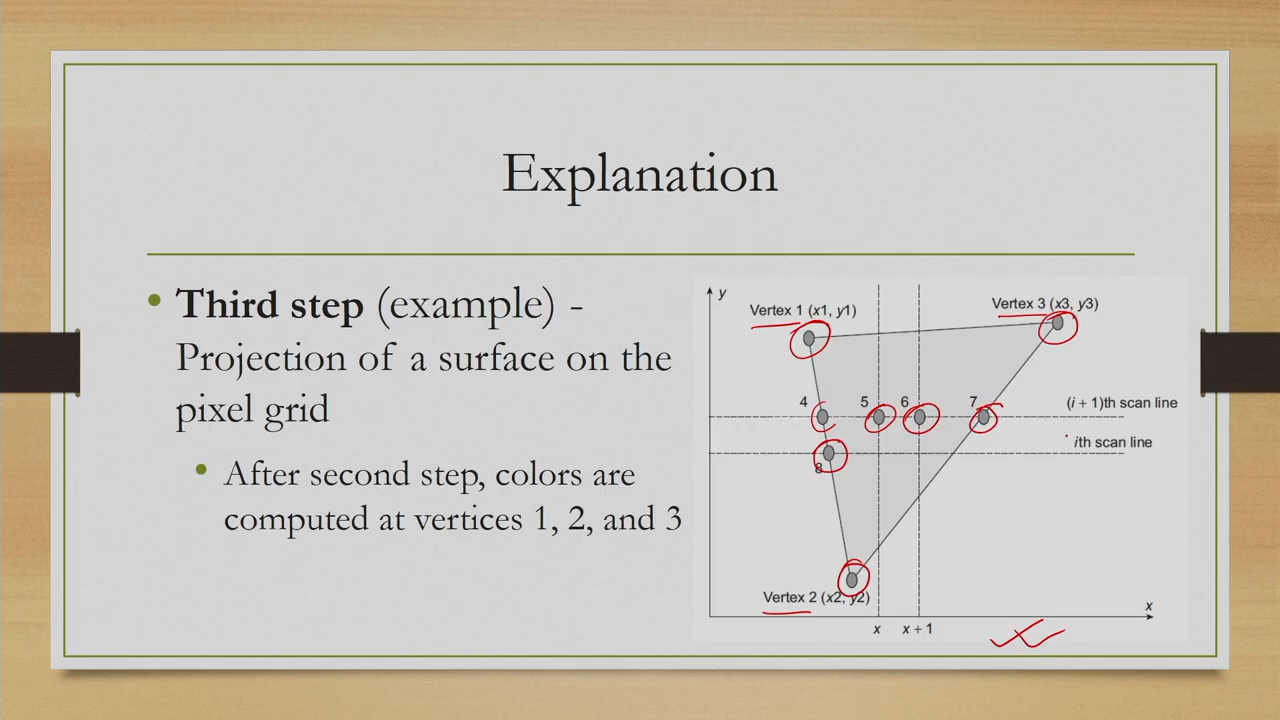 Explanation
• Third step (example) -
Projection of a surface on the
pixel grid
• After second step, colors are
computed at vertices 1, 2, and 3
y
Vertex 1 (x1, y1)
Vertex 3 (x3, y3)
4
5
6
7
(i + 1)th scan line
ith scan line
8
Vertex 2 (x2, y2)
x
x
x + 1